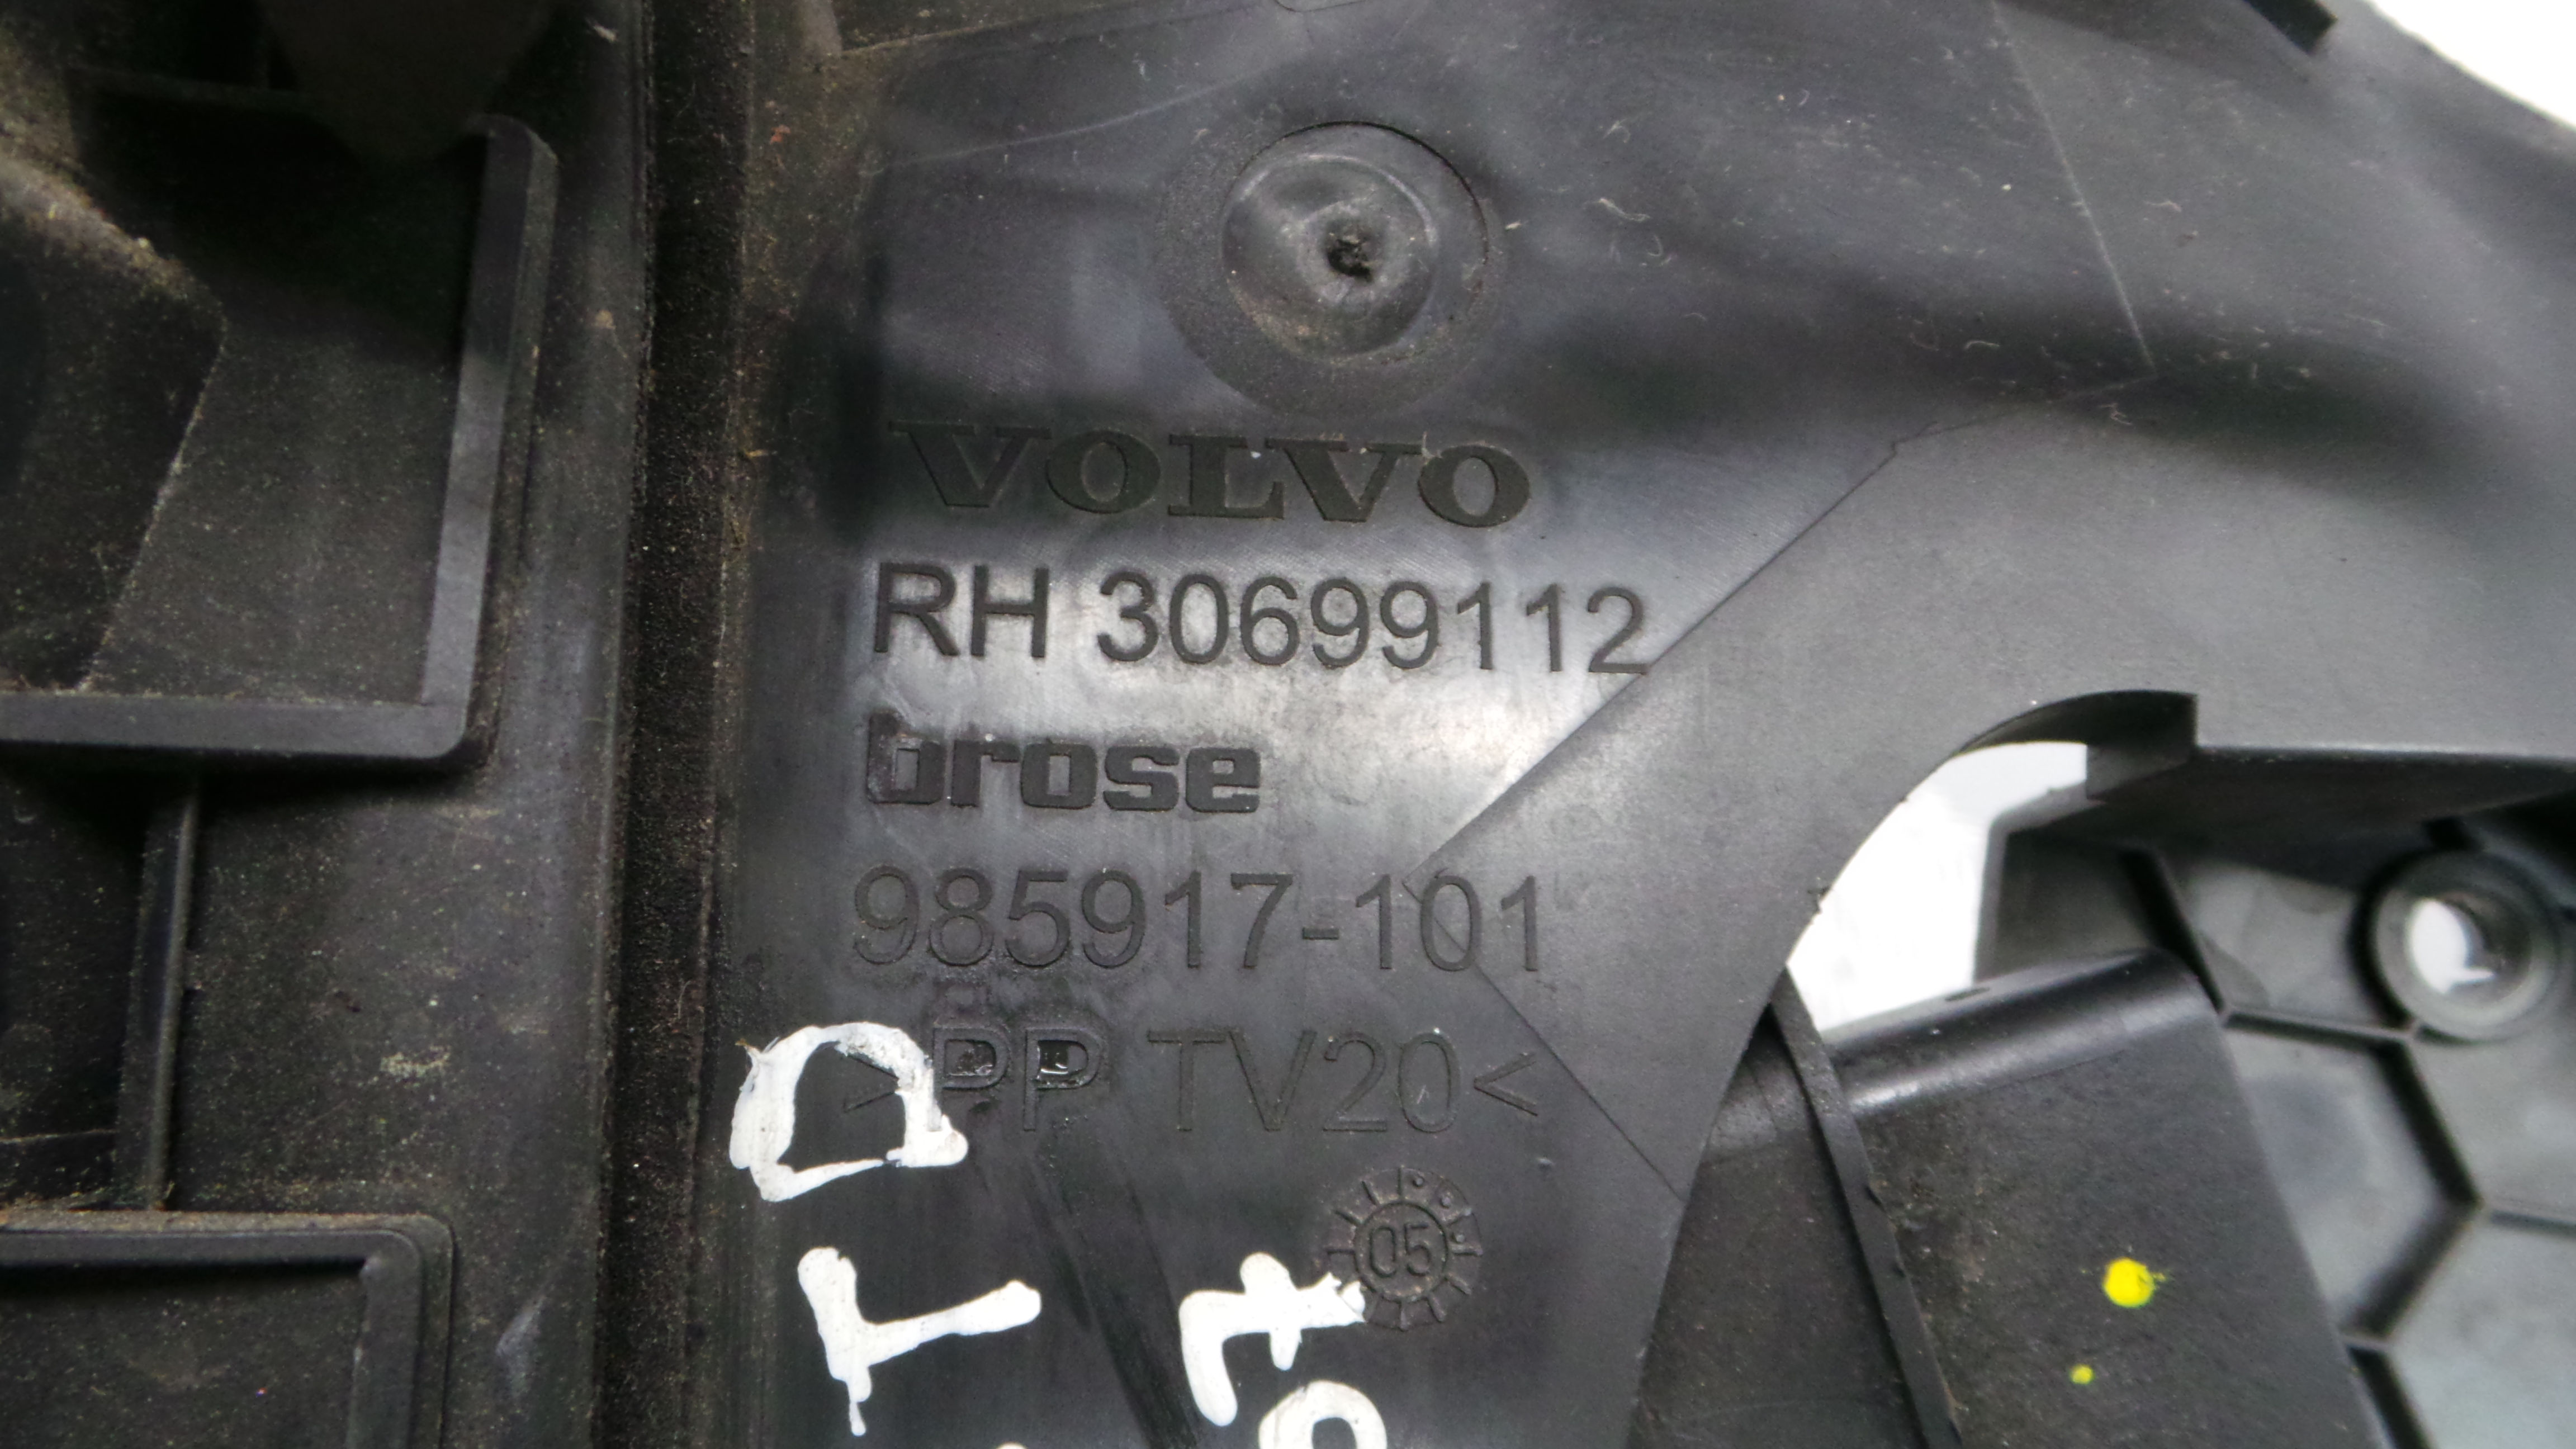 VOLVO
RH 30699112
brose
985917-101
>PP TV20<
05